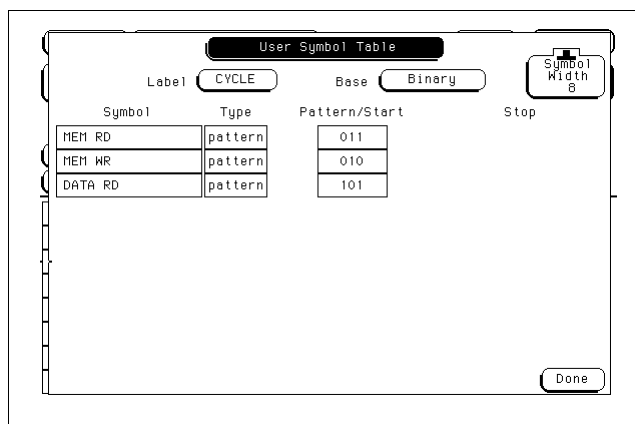 User Symbol Table
Label CYCLE Base Binary Symbol Width 8
Symbol Type Pattern/Start Stop
MEM RD pattern 011
MEM WR pattern 010
DATA RD pattern 101
Done